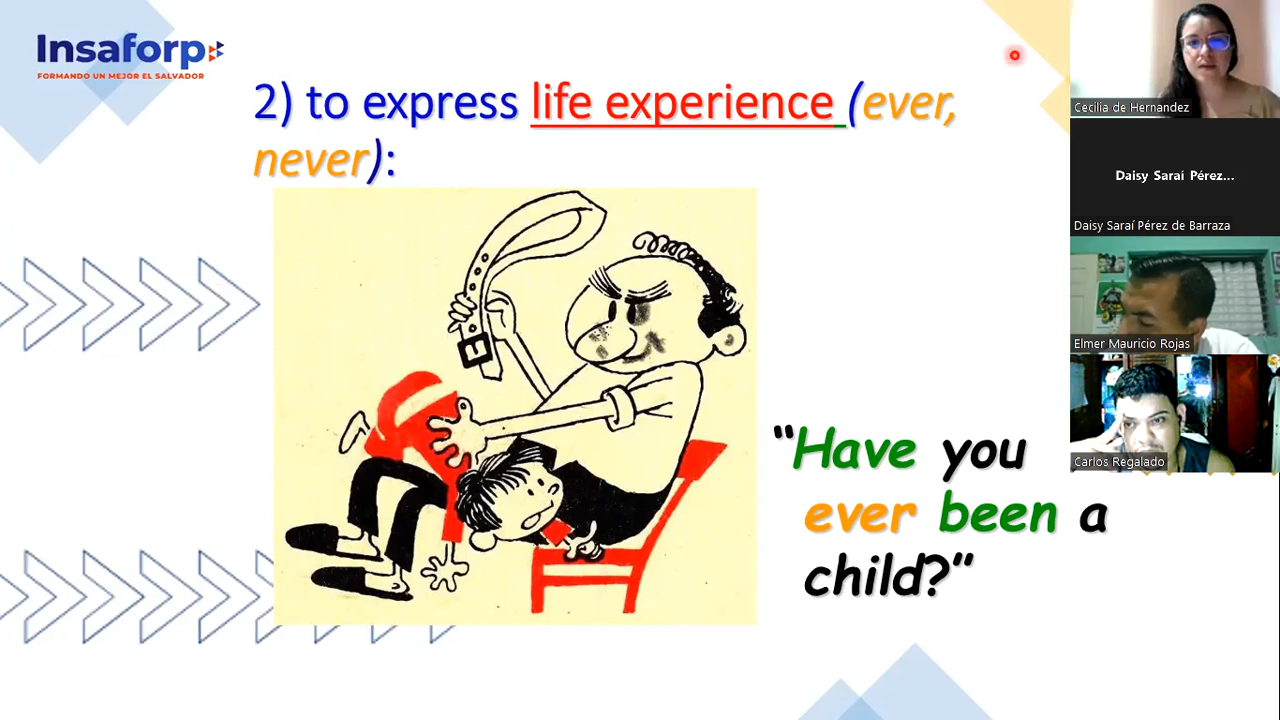 Insaforp
FORMANDO UN MEJOR EL SALVADOR
2) to express life experience (ever,
never):
“Have you
ever been a
child?”
Cecilia de Hernandez
Daisy Saraí Pérez...
Daisy Saraí Pérez de Barraza
Elmer Mauricio Rojas
Carlos Regalado